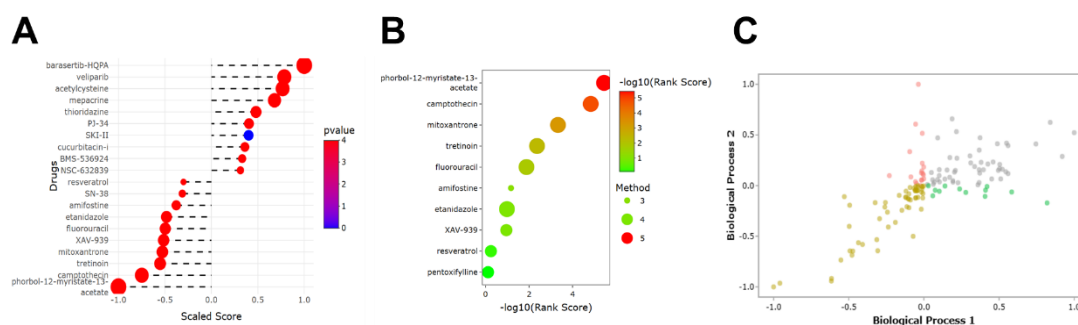 A
barasertib-HQPA
veliparib
acetylcysteine
mepacrine
thioridazine
PJ-34
SKI-II
cucurbitacin-i
BMS-536924
NSC-632839
resveratrol
SN-38
amifostine
etanidazole
fluorouracil
XAV-939
mitoxantrone
tretinoin
camptothecin
phorbol-12-myristate-13-
acetate
Drugs
-1.0 -0.5 0.0 0.5 1.0
Scaled Score
pvalue
4
3
2
1
0
B
phorbol-12-myristate-13-
acetate
camptothecin
mitoxantrone
tretinoin
fluorouracil
amifostine
etanidazole
XAV-939
resveratrol
pentoxifylline
0 2 4
-log10(Rank Score)
-log10(Rank Score)
5
4
3
2
1
Method
3
4
5
C
Biological Process 2
1.0
0.5
0.0
-0.5
-1.0
-1.0 -0.5 0.0 0.5 1.0
Biological Process 1